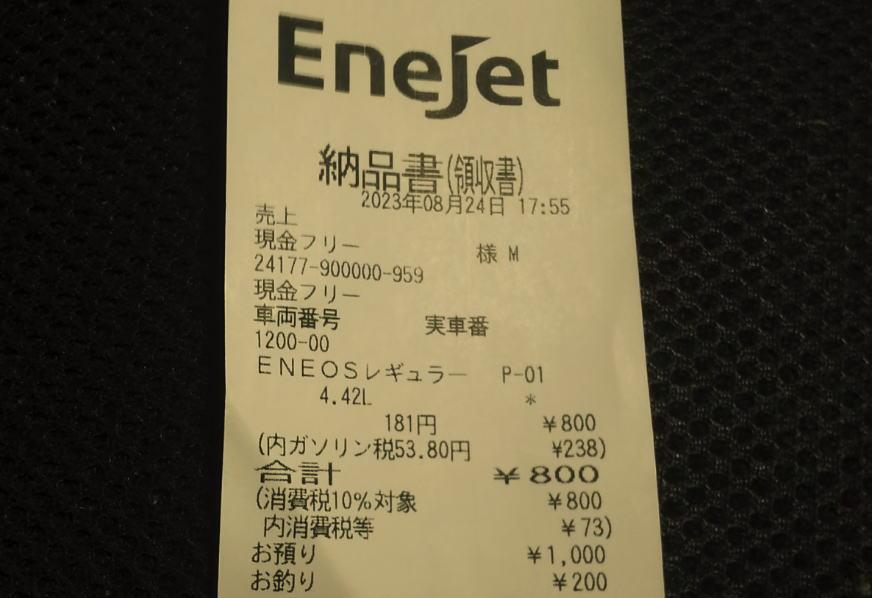 EneJet
納品書(領収書)
2023年08月24日 17:55
売上
現金フリー 様 M
24177-900000-959
現金フリー
車両番号 実車番
1200-00
ENEOSレギュラー P-01
4.42L *
181円 ¥800
(内ガソリン税53.80円 ¥238)
合計 ¥800
(消費税10%対象 ¥800
内消費税等 ¥73)
お預り ¥1,000
お釣り ¥200